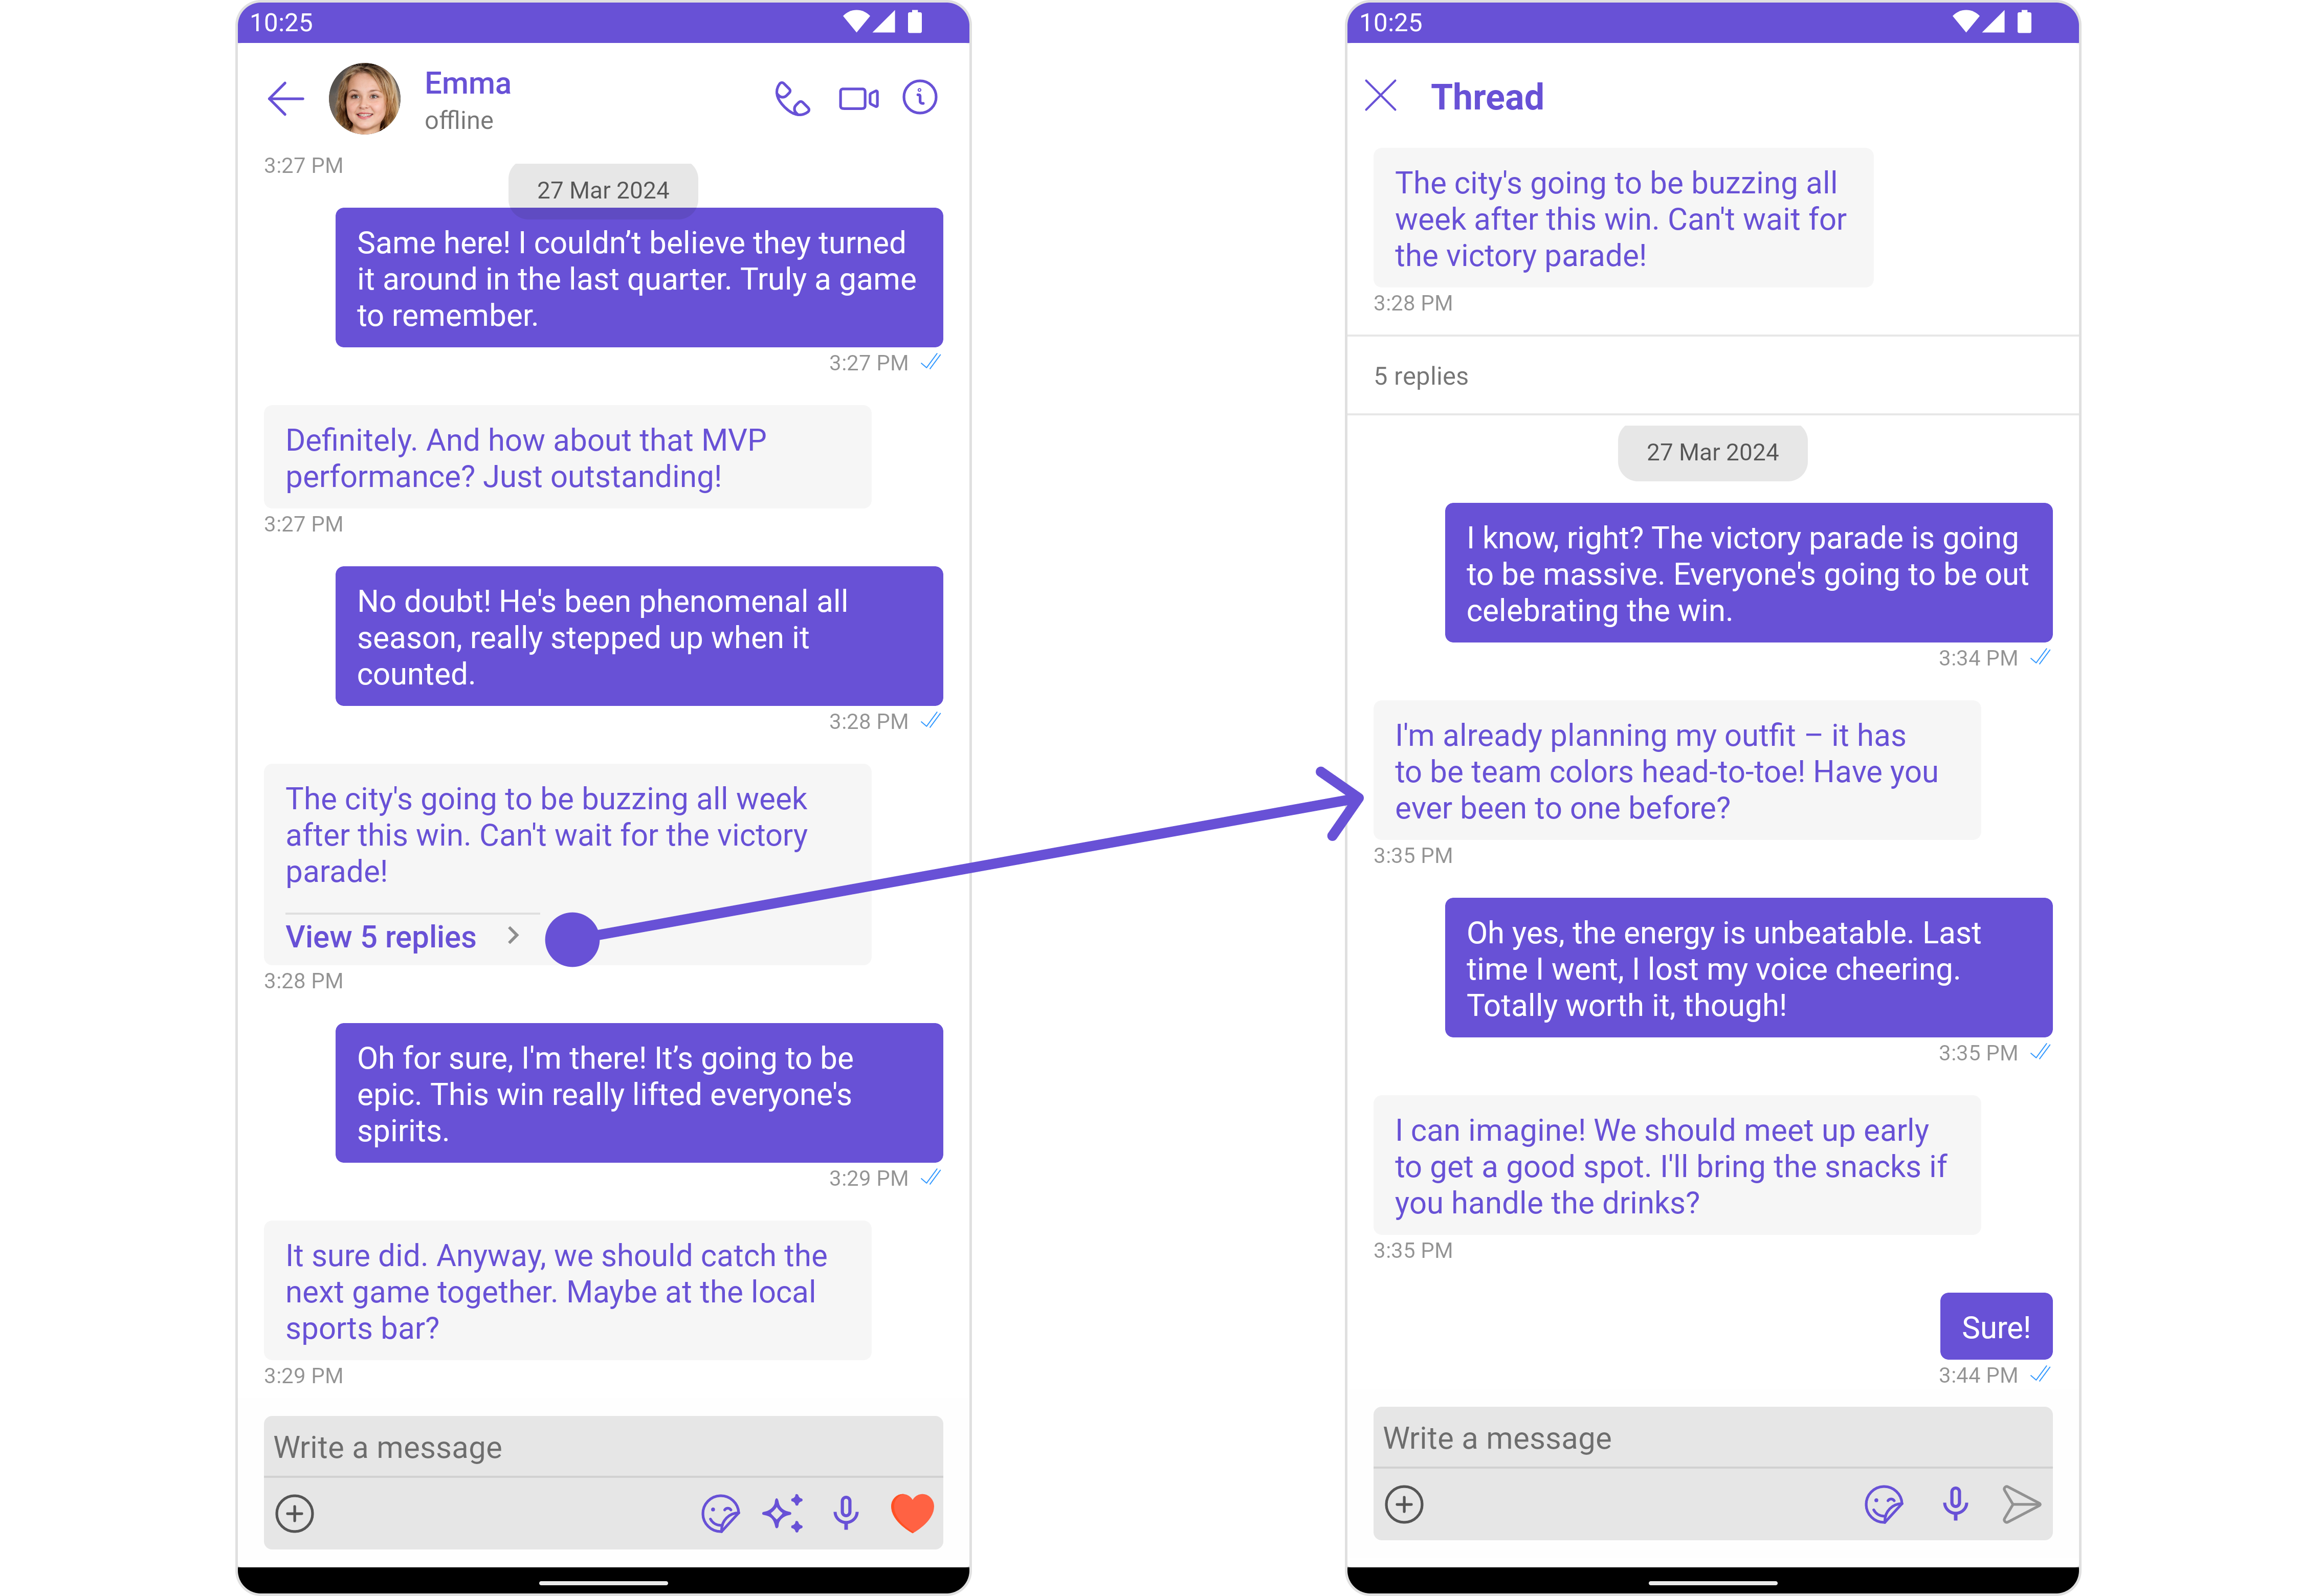 10:25
Emma
offline
3:27 PM
27 Mar 2024
Same here! I couldn’t believe they turned
it around in the last quarter. Truly a game
to remember.
3:27 PM
Definitely. And how about that MVP
performance? Just outstanding!
3:27 PM
No doubt! He's been phenomenal all
season, really stepped up when it
counted.
3:28 PM
The city's going to be buzzing all week
after this win. Can't wait for the victory
parade!
View 5 replies
3:28 PM
Oh for sure, I'm there! It’s going to be
epic. This win really lifted everyone's
spirits.
3:29 PM
It sure did. Anyway, we should catch the
next game together. Maybe at the local
sports bar?
3:29 PM
Write a message
10:25
Thread
The city's going to be buzzing all
week after this win. Can't wait for
the victory parade!
3:28 PM
5 replies
27 Mar 2024
I know, right? The victory parade is going
to be massive. Everyone's going to be out
celebrating the win.
3:34 PM
I'm already planning my outfit – it has
to be team colors head-to-toe! Have you
ever been to one before?
3:35 PM
Oh yes, the energy is unbeatable. Last
time I went, I lost my voice cheering.
Totally worth it, though!
3:35 PM
I can imagine! We should meet up early
to get a good spot. I'll bring the snacks if
you handle the drinks?
3:35 PM
Sure!
3:44 PM
Write a message